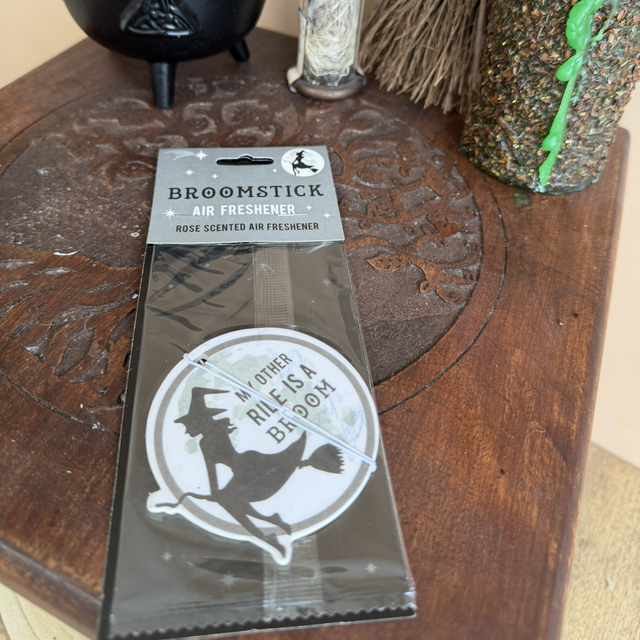 BROOMSTICK
AIR FRESHENER
ROSE SCENTED AIR FRESHENER
MY OTHER
RIDE IS A
BROOM